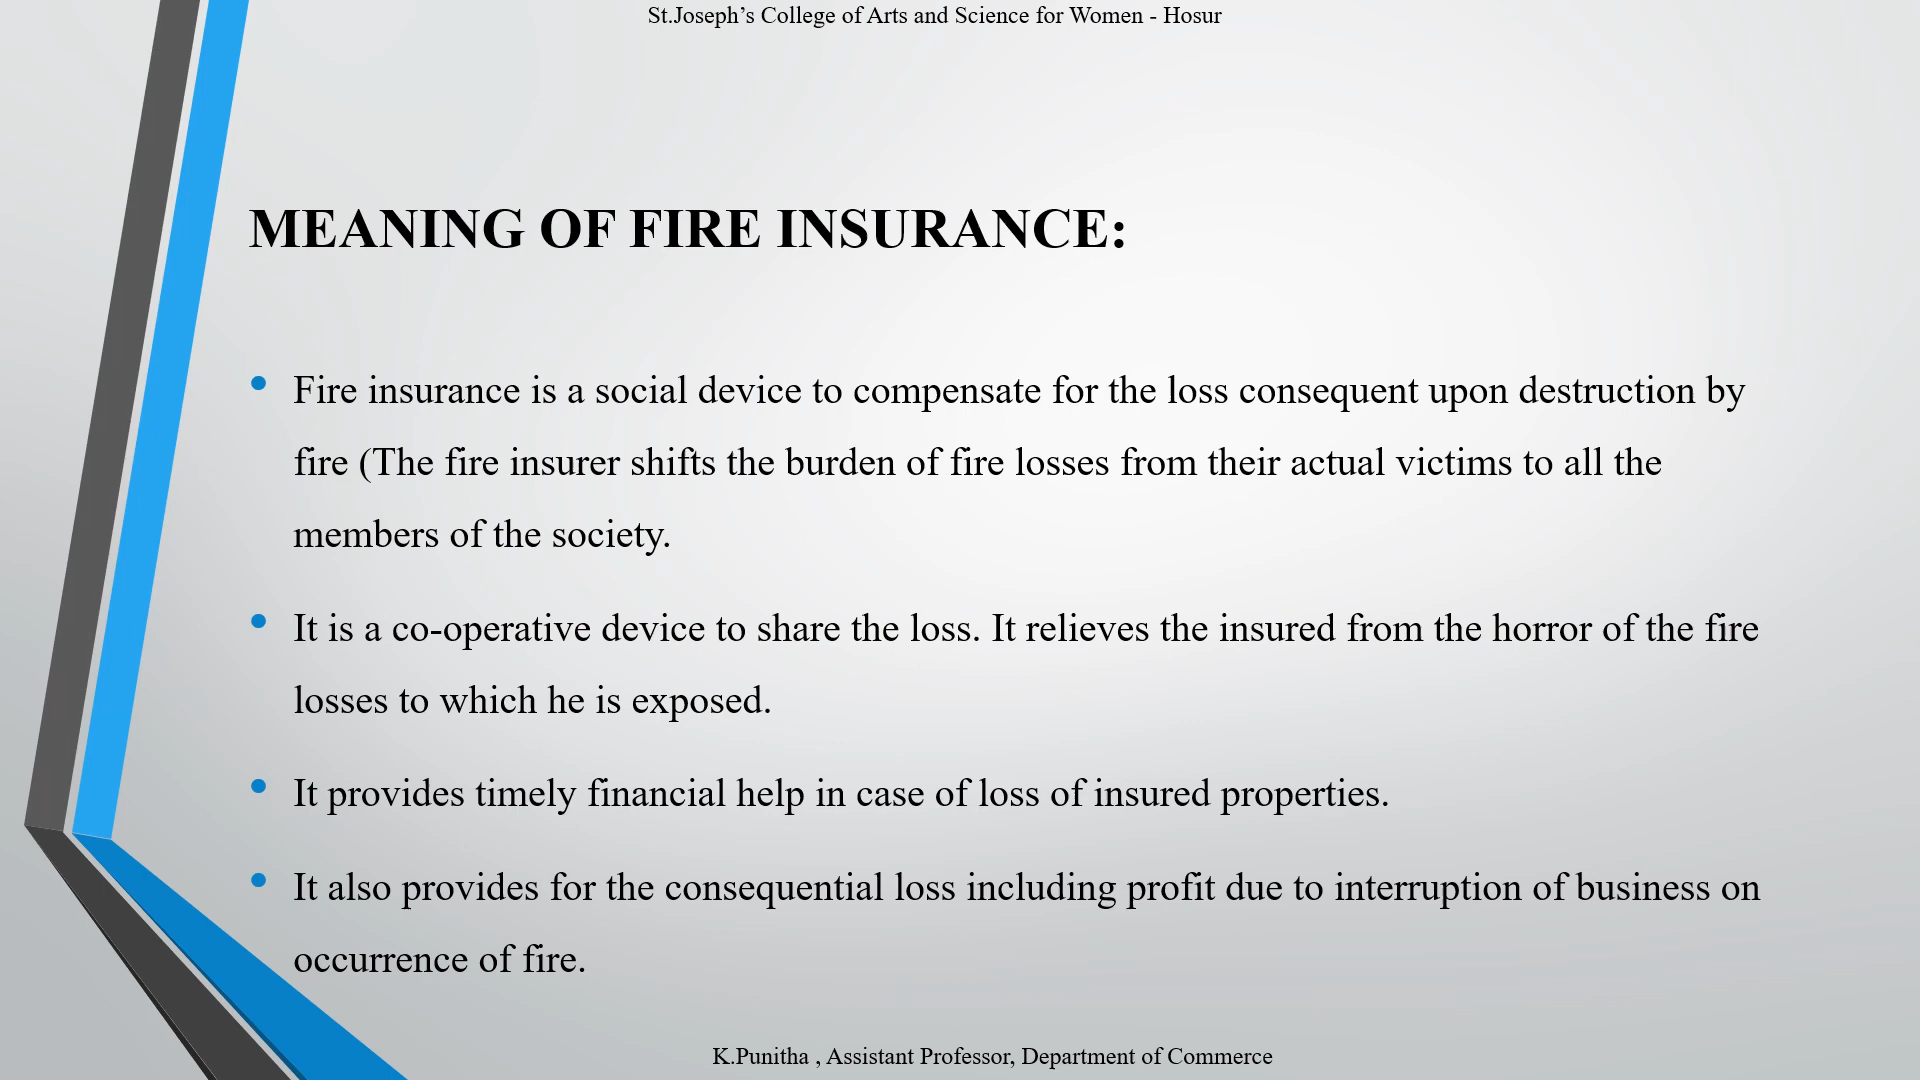 St.Joseph’s College of Arts and Science for Women - Hosur
MEANING OF FIRE INSURANCE:
• Fire insurance is a social device to compensate for the loss consequent upon destruction by
fire (The fire insurer shifts the burden of fire losses from their actual victims to all the
members of the society.
• It is a co-operative device to share the loss. It relieves the insured from the horror of the fire
losses to which he is exposed.
• It provides timely financial help in case of loss of insured properties.
• It also provides for the consequential loss including profit due to interruption of business on
occurrence of fire.
K.Punitha , Assistant Professor, Department of Commerce